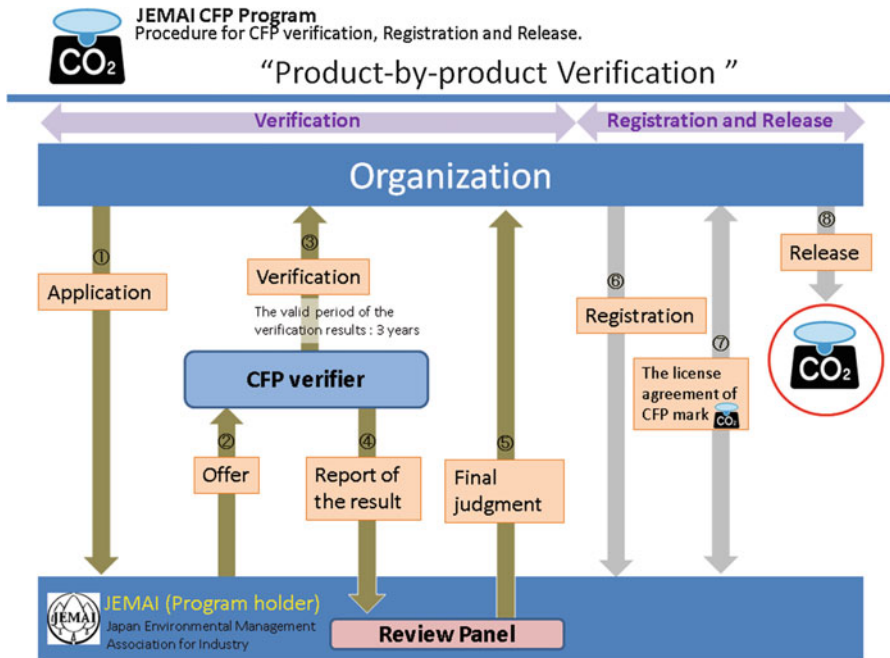 JEMAI CFP Program
Procedure for CFP verification, Registration and Release.
CO2
“Product-by-product Verification ”
Verification
Registration and Release
Organization
①
Application
③
Verification
The valid period of the
verification results : 3 years
CFP verifier
②
Offer
④
Report of
the result
⑤
Final
judgment
⑥
Registration
⑦
The license
agreement of
CFP mark
CO2
⑧
Release
CO2
JEMAI
JEMAI (Program holder)
Japan Environmental Management
Association for Industry
Review Panel